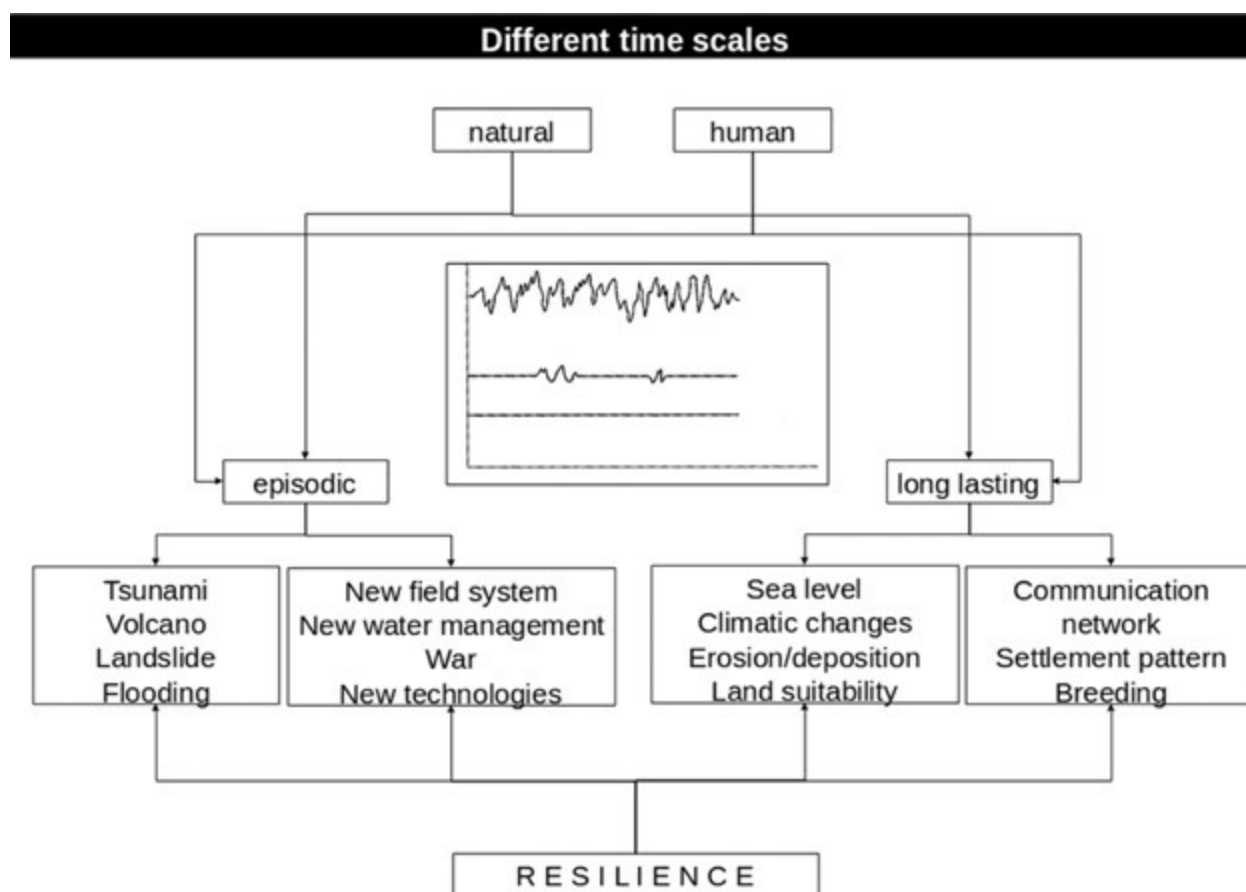 Different time scales
natural
human
episodic
long lasting
Tsunami
Volcano
Landslide
Flooding
New field system
New water management
War
New technologies
Sea level
Climatic changes
Erosion/deposition
Land suitability
Communication
network
Settlement pattern
Breeding
R E S I L I E N C E